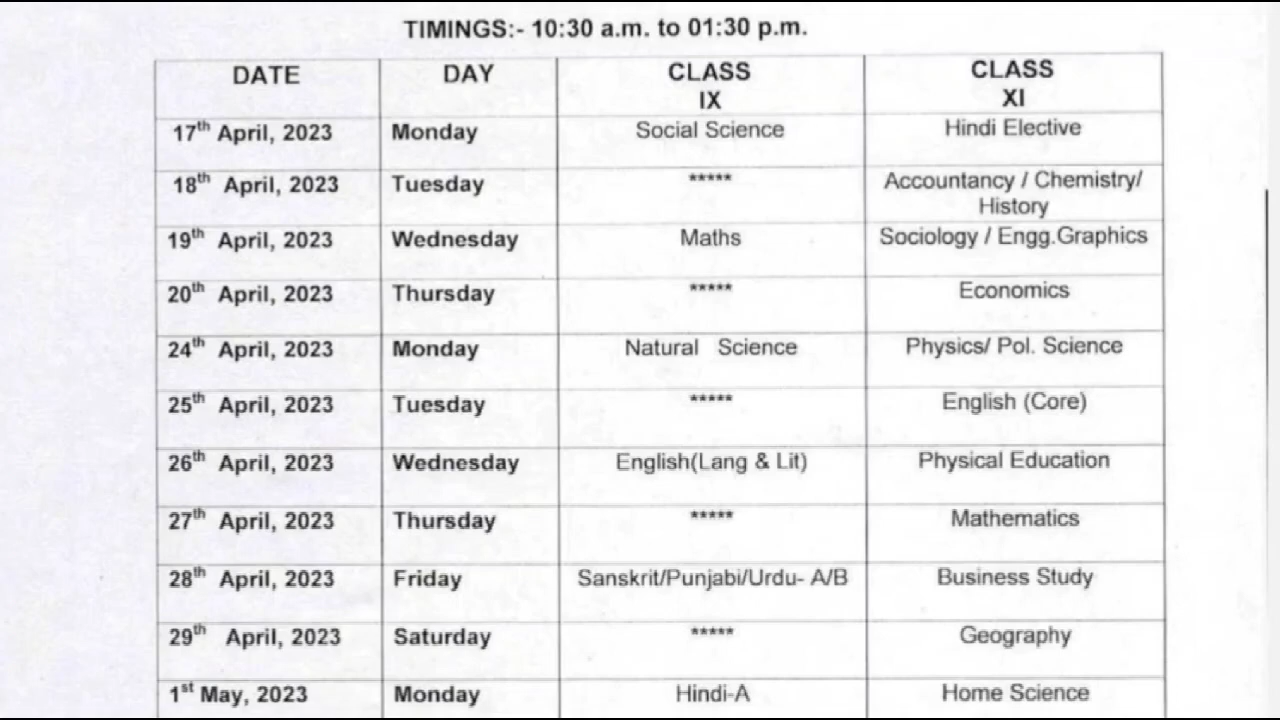 TIMINGS:- 10:30 a.m. to 01:30 p.m.
DATE DAY CLASS IX CLASS XI
17th April, 2023 Monday Social Science Hindi Elective
18th April, 2023 Tuesday ***** Accountancy / Chemistry/ History
19th April, 2023 Wednesday Maths Sociology / Engg.Graphics
20th April, 2023 Thursday ***** Economics
24th April, 2023 Monday Natural Science Physics/ Pol. Science
25th April, 2023 Tuesday ***** English (Core)
26th April, 2023 Wednesday English(Lang & Lit) Physical Education
27th April, 2023 Thursday ***** Mathematics
28th April, 2023 Friday Sanskrit/Punjabi/Urdu- A/B Business Study
29th April, 2023 Saturday ***** Geography
1st May, 2023 Monday Hindi-A Home Science